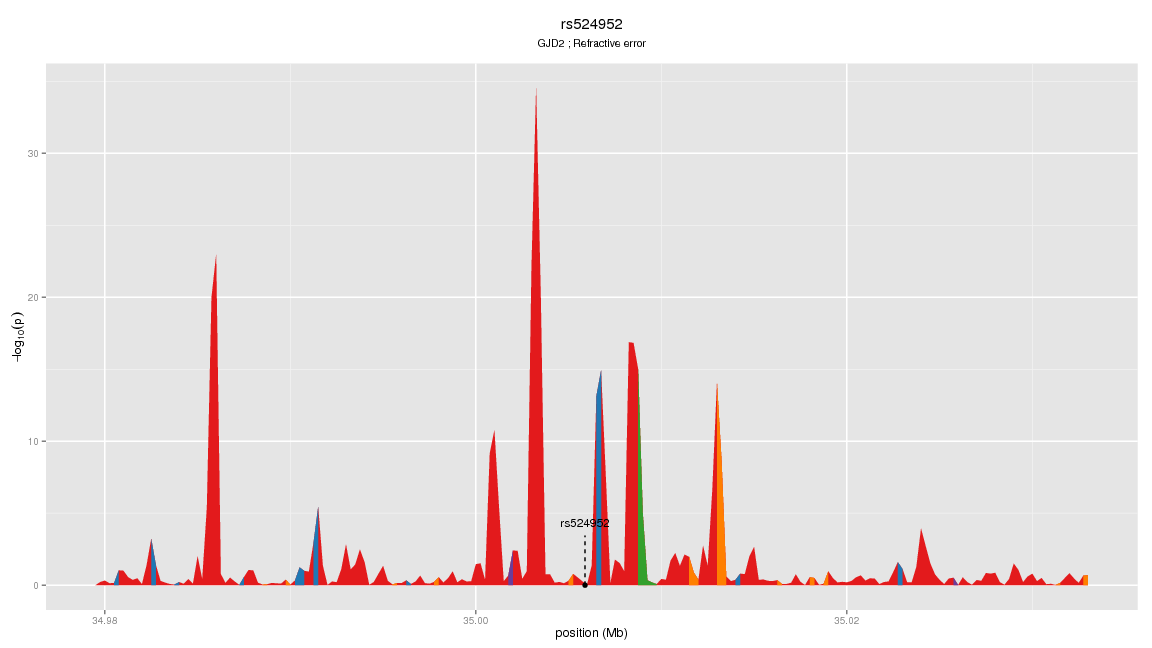 rs524952
GJD2 ; Refractive error
30
20
10
0
−log10(p)
rs524952
34.98
35.00
35.02
position (Mb)